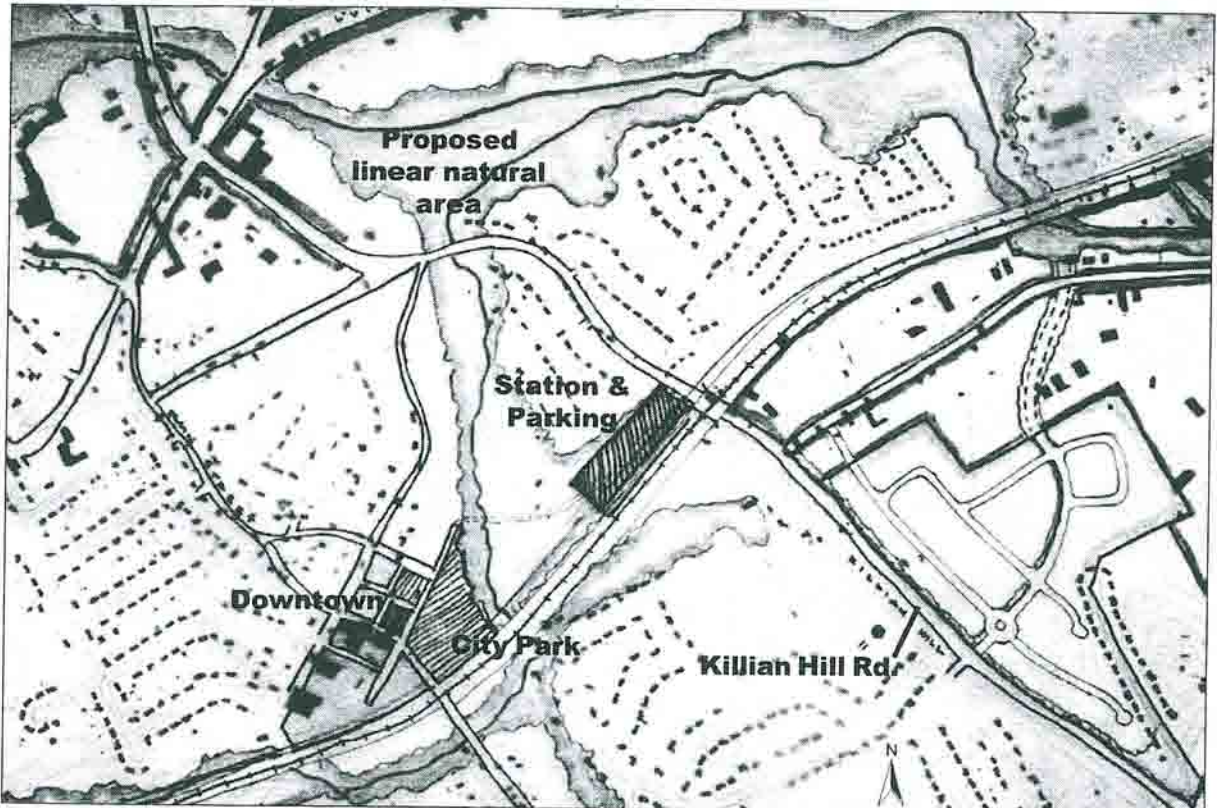 Proposed
linear natural
area
Station &
Parking
Downtown
City Park
Killian Hill Rd.
N